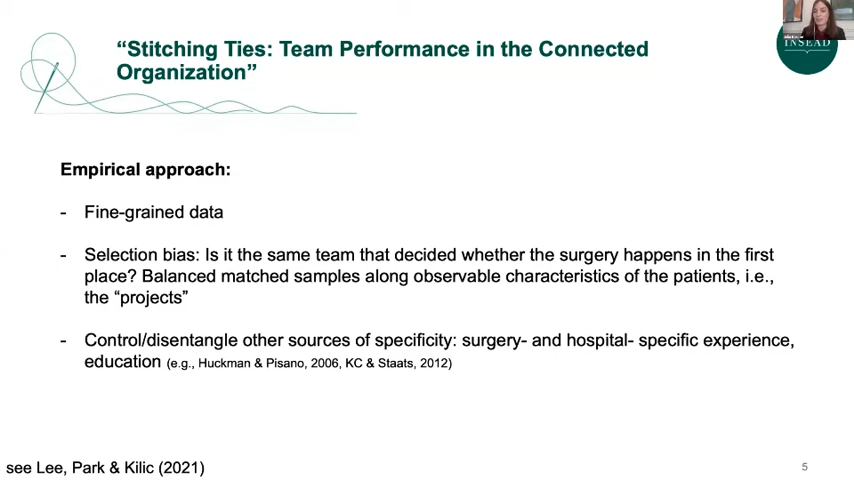 “Stitching Ties: Team Performance in the Connected
Organization”
INSEAD
Empirical approach:
- Fine-grained data
- Selection bias: Is it the same team that decided whether the surgery happens in the first
place? Balanced matched samples along observable characteristics of the patients, i.e.,
the “projects”
- Control/disentangle other sources of specificity: surgery- and hospital- specific experience,
education (e.g., Huckman & Pisano, 2006, KC & Staats, 2012)
see Lee, Park & Kilic (2021)
5